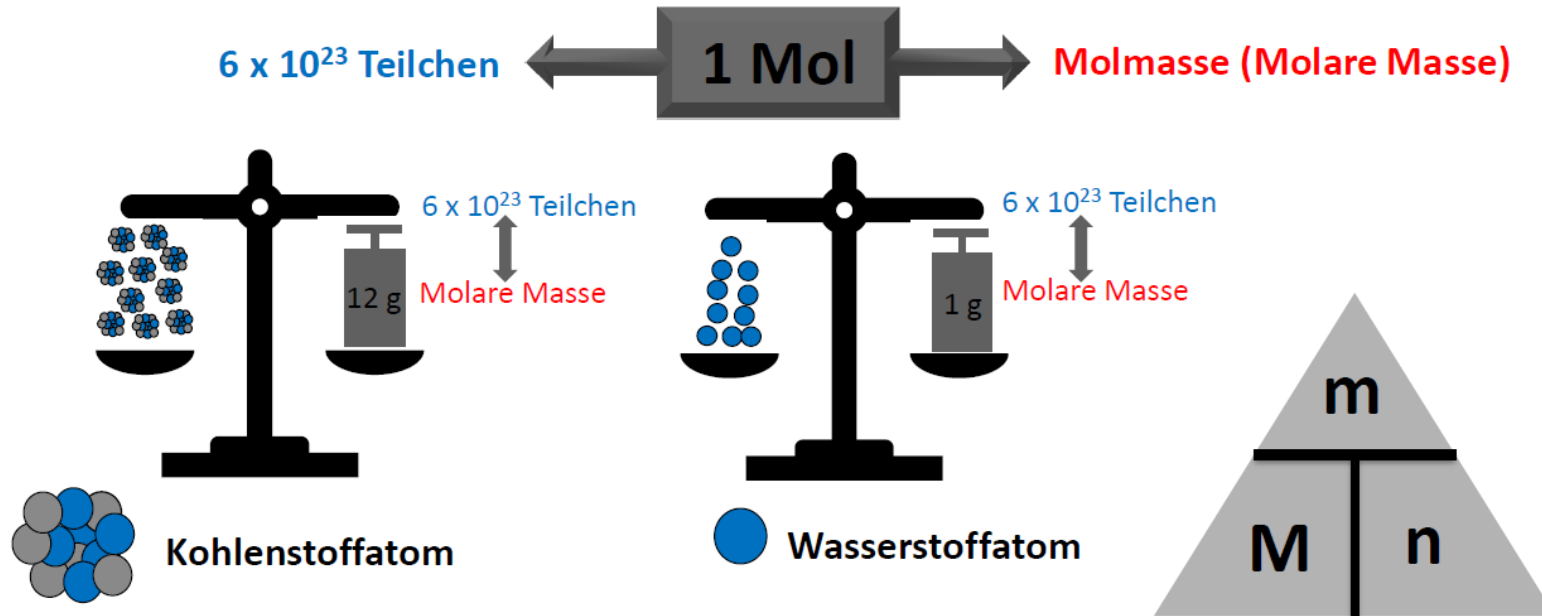 6 x 10²³ Teilchen
1 Mol
Molmasse (Molare Masse)
6 x 10²³ Teilchen
12 g
Molare Masse
6 x 10²³ Teilchen
1 g
Molare Masse
m
M n
Kohlenstoffatom
Wasserstoffatom